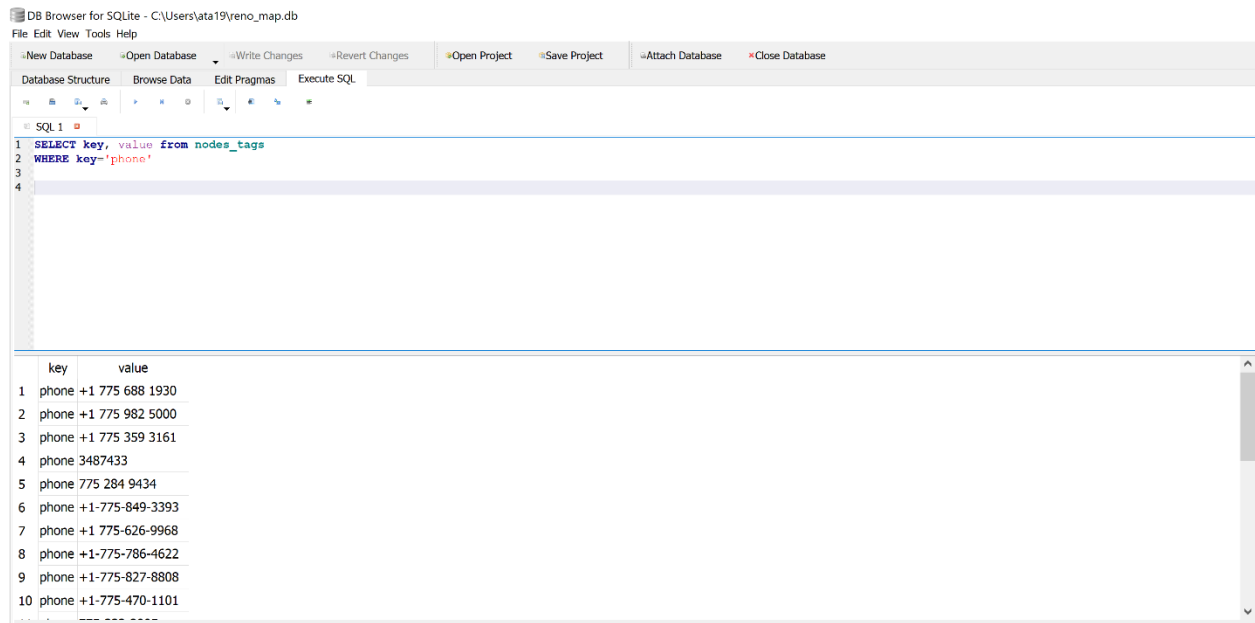 DB Browser for SQLite - C:\Users\ata19\reno_map.db
File Edit View Tools Help
New Database Open Database Write Changes Revert Changes Open Project Save Project Attach Database Close Database
Database Structure Browse Data Edit Pragmas Execute SQL
SQL 1
1 SELECT key, value from nodes_tags
2 WHERE key='phone'
3
4
key value
1 phone +1 775 688 1930
2 phone +1 775 982 5000
3 phone +1 775 359 3161
4 phone 3487433
5 phone 775 284 9434
6 phone +1-775-849-3393
7 phone +1 775-626-9968
8 phone +1-775-786-4622
9 phone +1-775-827-8808
10 phone +1-775-470-1101